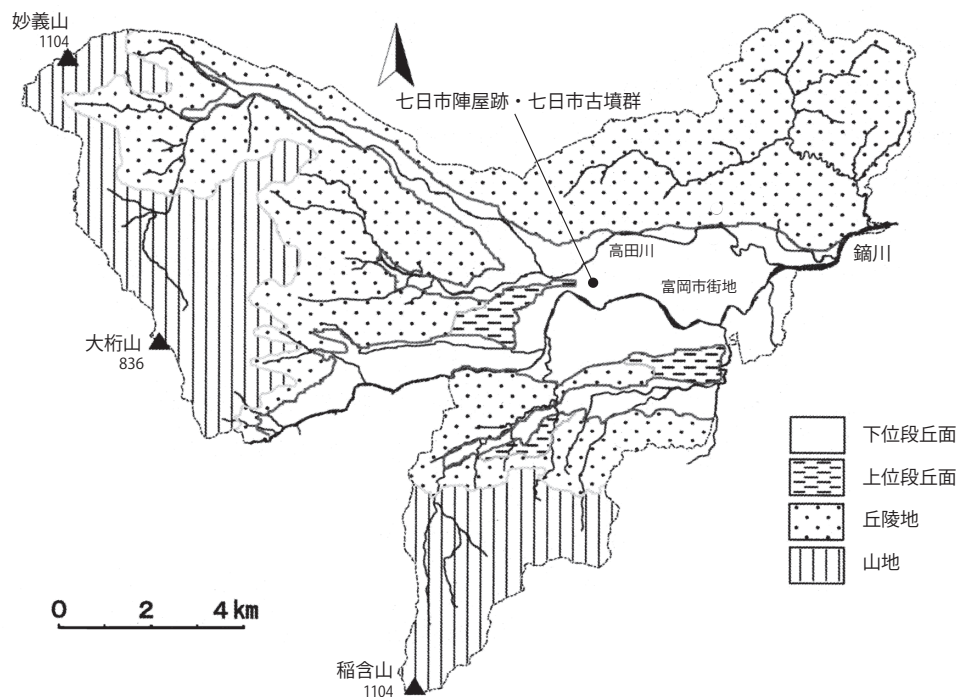 妙義山
1104
七日市陣屋跡・七日市古墳群
高田川
鏑川
富岡市街地
大桁山
836
下位段丘面
上位段丘面
丘陵地
山地
0 2 4km
稲含山
1104